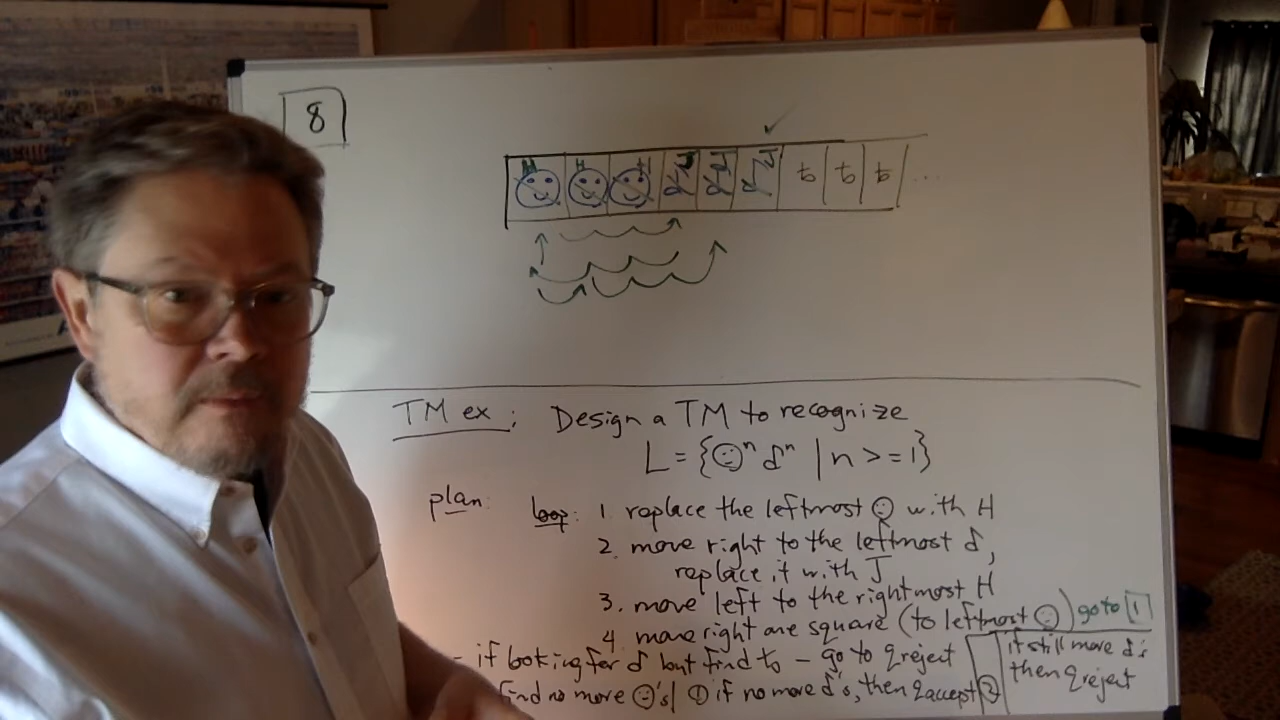 8
H H H J J J ƀ ƀ ƀ ...
TM ex: Design a TM to recognize
L = {☺ⁿ δⁿ | n >= 1}
plan: loop: 1. replace the leftmost ☺ with H
2. move right to the leftmost δ,
replace it with J
3. move left to the rightmost H
4. move right one square (to leftmost ☺) go to 1
- if looking for δ but find ƀ - go to qreject
find no more ☺'s | ① if no more δ's, then qaccept ②
if still more δ's
then qreject